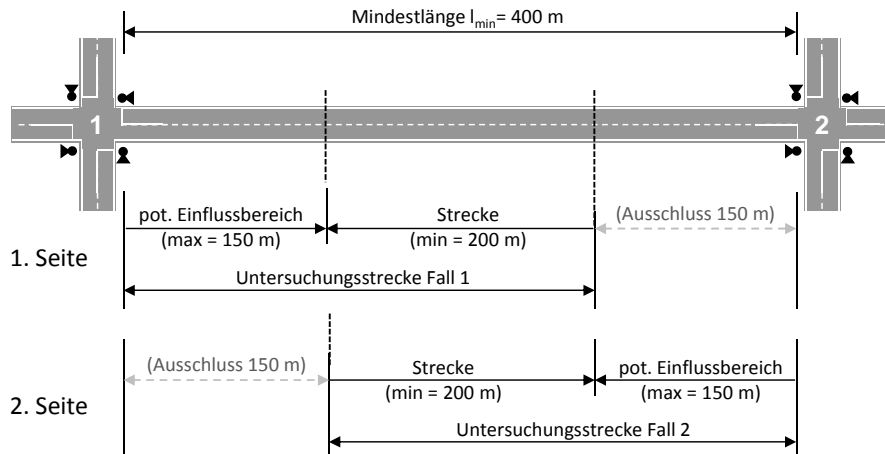 Mindestlänge lmin= 400 m
1
2
pot. Einflussbereich
(max = 150 m)
Strecke
(min = 200 m)
(Ausschluss 150 m)
1. Seite
Untersuchungsstrecke Fall 1
(Ausschluss 150 m)
Strecke
(min = 200 m)
pot. Einflussbereich
(max = 150 m)
2. Seite
Untersuchungsstrecke Fall 2